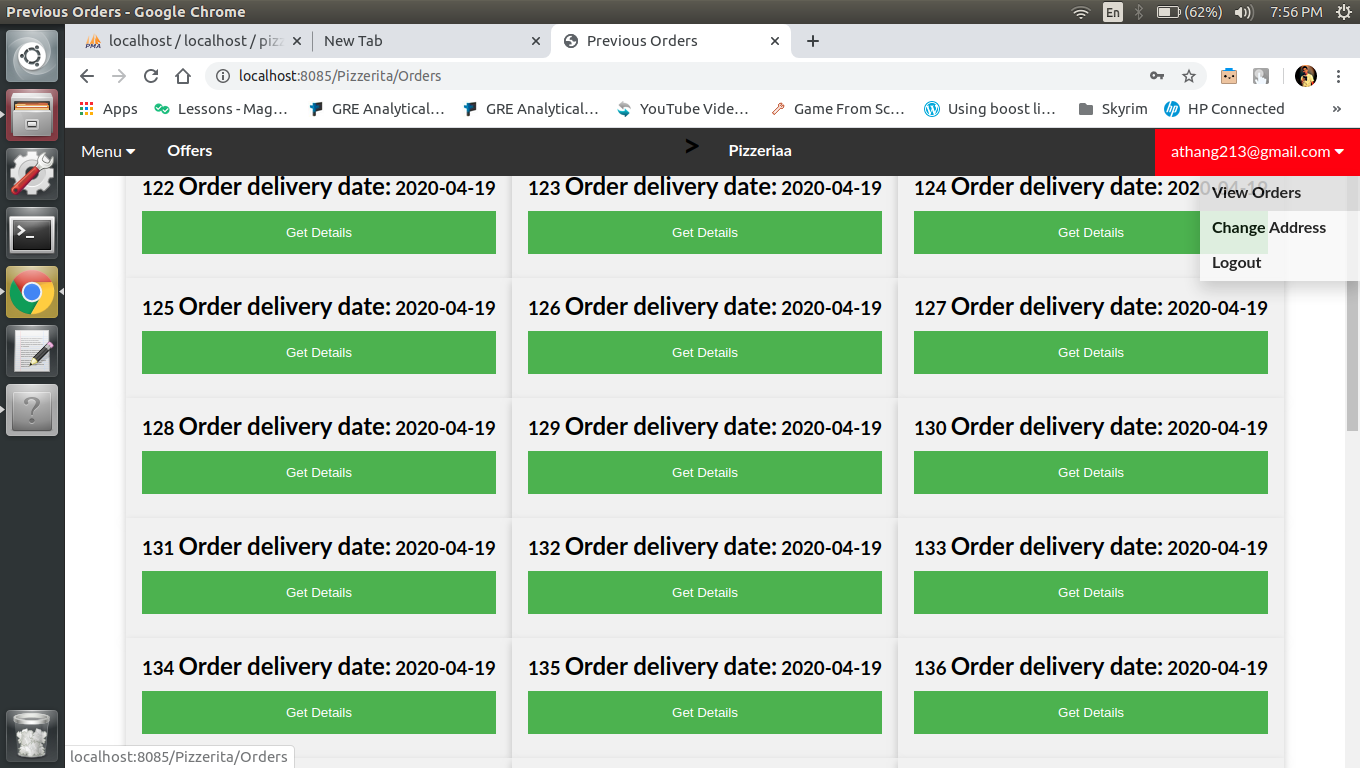 Previous Orders - Google Chrome En (62%) 7:56 PM
PMA localhost / localhost / pizz New Tab Previous Orders
localhost:8085/Pizzerita/Orders
Apps Lessons - Mag... GRE Analytical... GRE Analytical... YouTube Vide... Game From Sc... Using boost li... Skyrim HP Connected »
Menu Offers > Pizzeriaa athang213@gmail.com
122 Order delivery date: 2020-04-19 123 Order delivery date: 2020-04-19 124 Order delivery date: 2020-04-19
View Orders
Get Details Get Details Get Details
Change Address
Logout
125 Order delivery date: 2020-04-19 126 Order delivery date: 2020-04-19 127 Order delivery date: 2020-04-19
Get Details Get Details Get Details
128 Order delivery date: 2020-04-19 129 Order delivery date: 2020-04-19 130 Order delivery date: 2020-04-19
Get Details Get Details Get Details
131 Order delivery date: 2020-04-19 132 Order delivery date: 2020-04-19 133 Order delivery date: 2020-04-19
Get Details Get Details Get Details
134 Order delivery date: 2020-04-19 135 Order delivery date: 2020-04-19 136 Order delivery date: 2020-04-19
Get Details Get Details Get Details
localhost:8085/Pizzerita/Orders